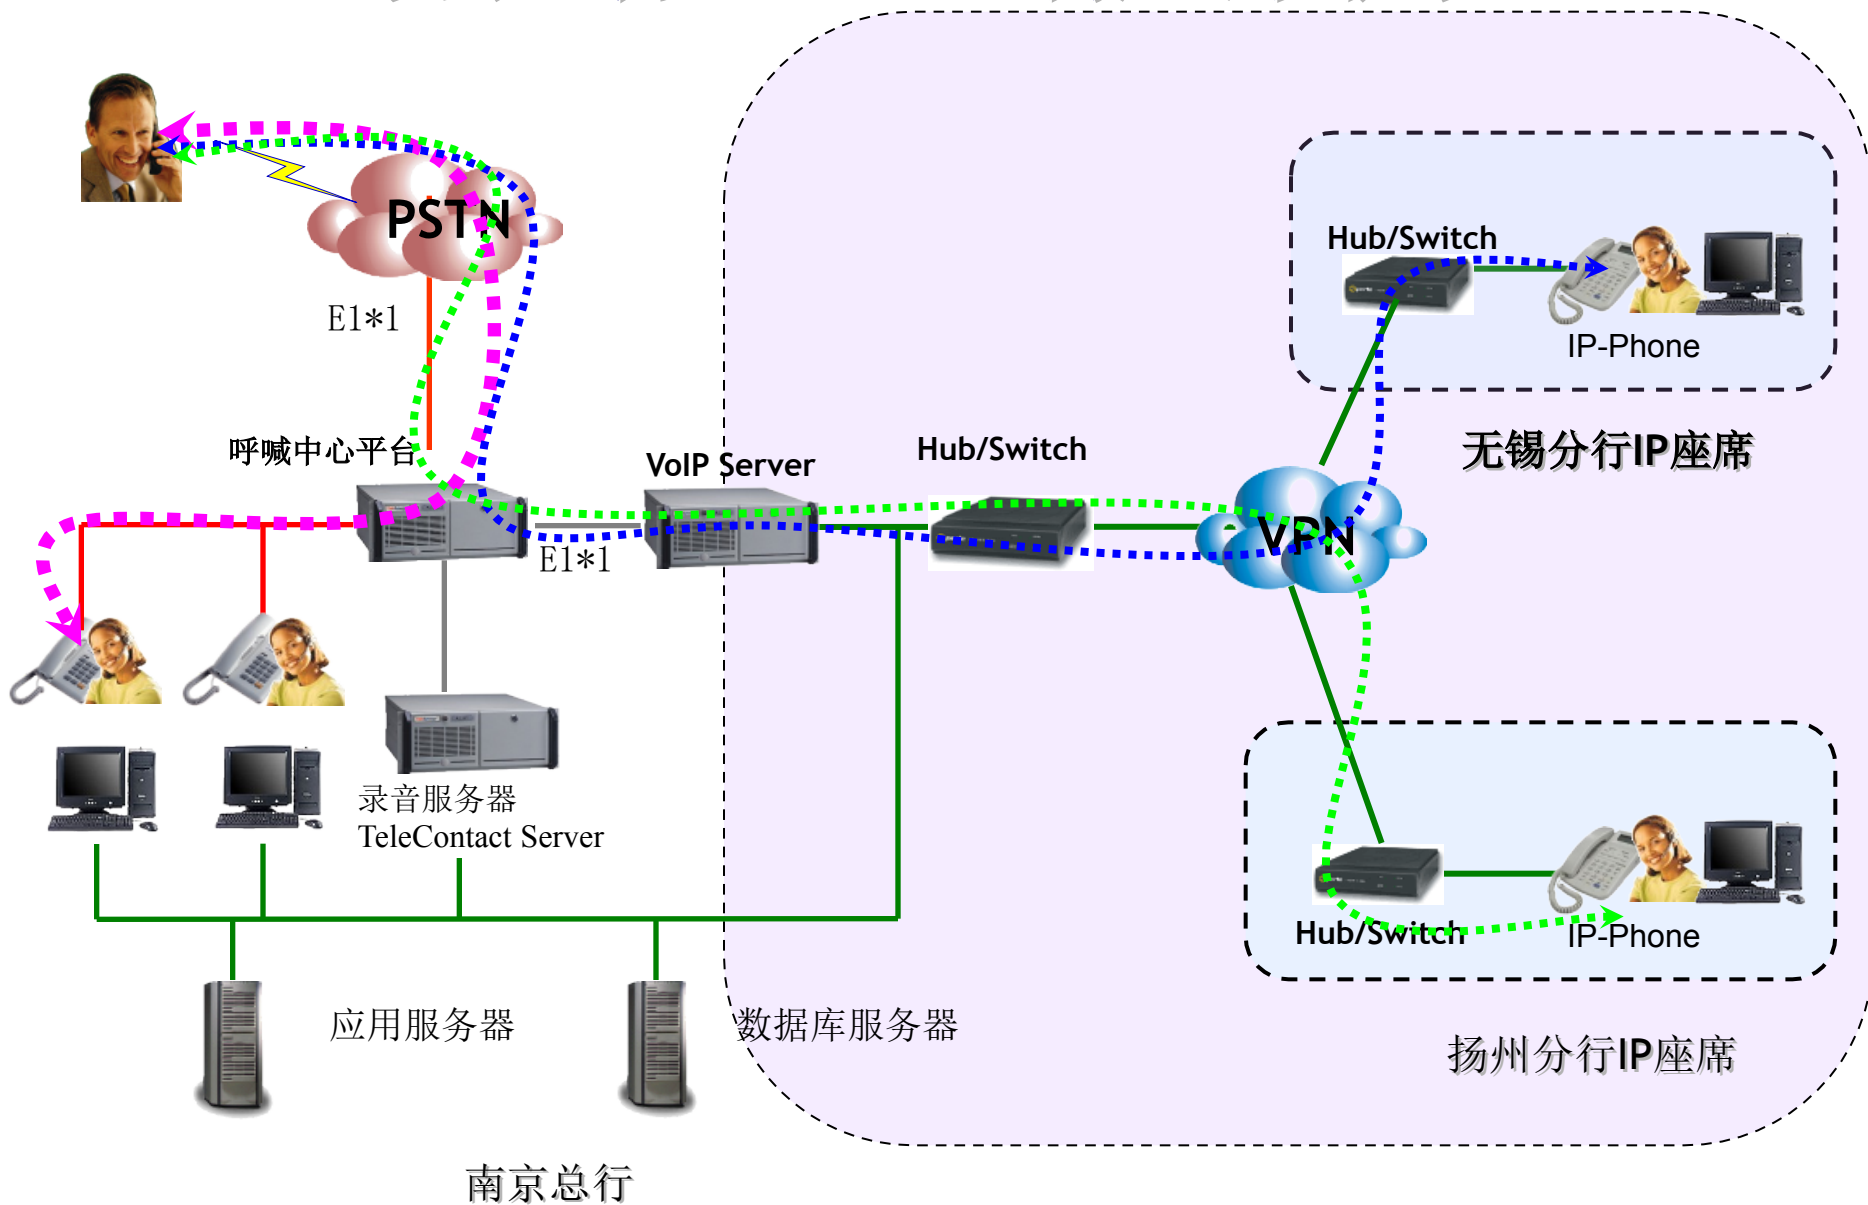 PSTN
Hub/Switch
E1*1
IP-Phone
呼喊中心平台
VoIP Server
Hub/Switch
无锡分行IP座席
VPN
E1*1
录音服务器
TeleContact Server
Hub/Switch
IP-Phone
应用服务器
数据库服务器
扬州分行IP座席
南京总行